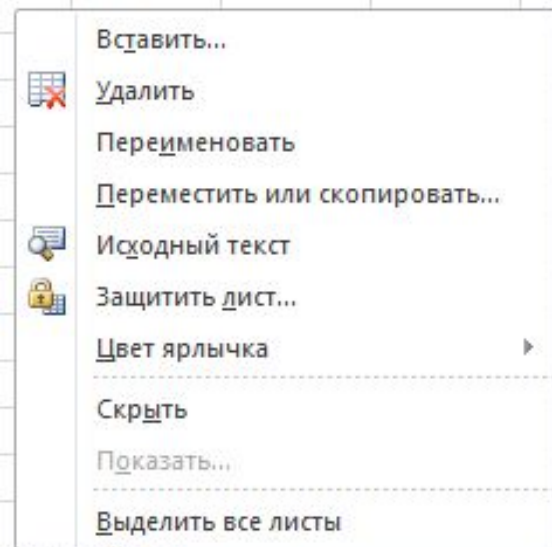 Вставить...
Удалить
Переименовать
Переместить или скопировать...
Исходный текст
Защитить лист...
Цвет ярлычка
Скрыть
Показать...
Выделить все листы